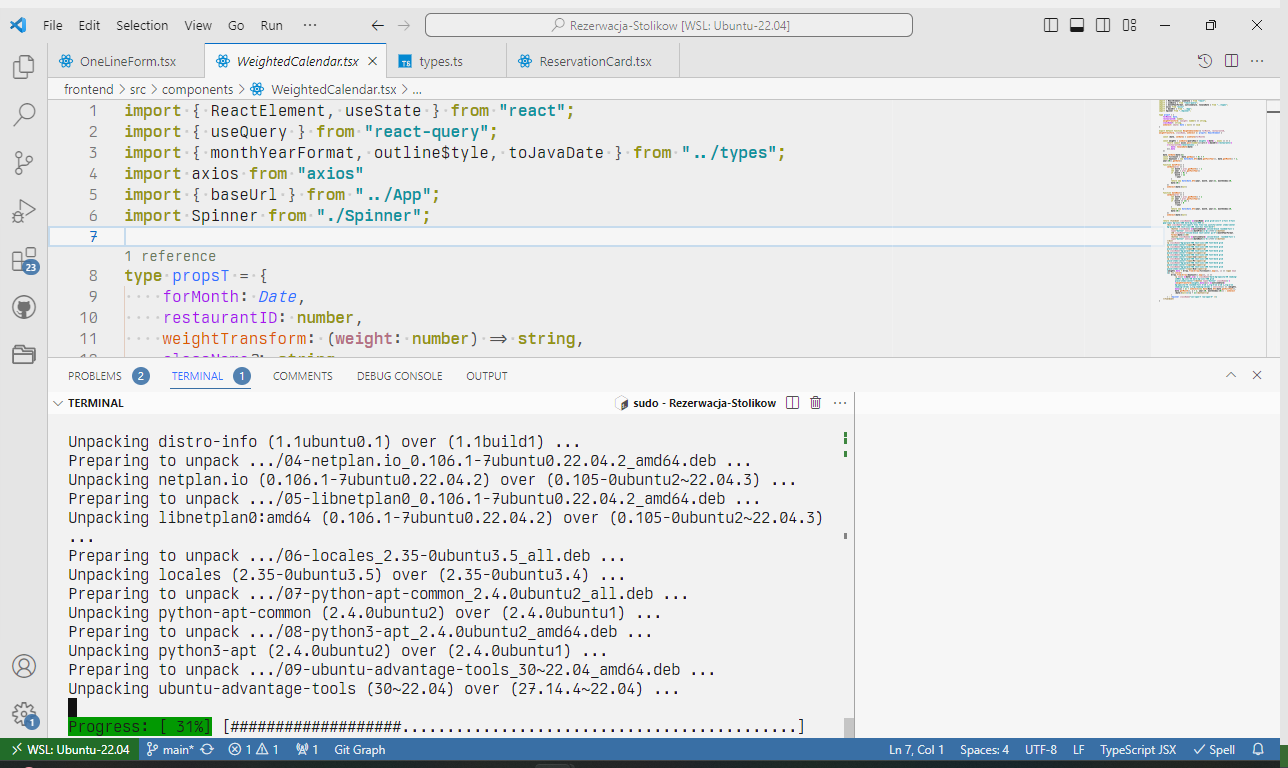 File Edit Selection View Go Run ··· Rezerwacja-Stolikow [WSL: Ubuntu-22.04]
OneLineForm.tsx WeightedCalendar.tsx types.ts ReservationCard.tsx
frontend > src > components > WeightedCalendar.tsx > ...
1 import { ReactElement, useState } from "react";
2 import { useQuery } from "react-query";
3 import { monthYearFormat, outline$tyle, toJavaDate } from "../types";
4 import axios from "axios"
5 import { baseUrl } from "../App";
6 import Spinner from "./Spinner";
7
1 reference
8 type propsT = {
9 forMonth: Date,
10 restaurantID: number,
11 weightTransform: (weight: number) => string,
12 className?: string
PROBLEMS 2 TERMINAL 1 COMMENTS DEBUG CONSOLE OUTPUT
TERMINAL sudo - Rezerwacja-Stolikow
Unpacking distro-info (1.1ubuntu0.1) over (1.1build1) ...
Preparing to unpack .../04-netplan.io_0.106.1-7ubuntu0.22.04.2_amd64.deb ...
Unpacking netplan.io (0.106.1-7ubuntu0.22.04.2) over (0.105-0ubuntu2~22.04.3) ...
Preparing to unpack .../05-libnetplan0_0.106.1-7ubuntu0.22.04.2_amd64.deb ...
Unpacking libnetplan0:amd64 (0.106.1-7ubuntu0.22.04.2) over (0.105-0ubuntu2~22.04.3)
...
Preparing to unpack .../06-locales_2.35-0ubuntu3.5_all.deb ...
Unpacking locales (2.35-0ubuntu3.5) over (2.35-0ubuntu3.4) ...
Preparing to unpack .../07-python-apt-common_2.4.0ubuntu2_all.deb ...
Unpacking python-apt-common (2.4.0ubuntu2) over (2.4.0ubuntu1) ...
Preparing to unpack .../08-python3-apt_2.4.0ubuntu2_amd64.deb ...
Unpacking python3-apt (2.4.0ubuntu2) over (2.4.0ubuntu1) ...
Preparing to unpack .../09-ubuntu-advantage-tools_30~22.04_amd64.deb ...
Unpacking ubuntu-advantage-tools (30~22.04) over (27.14.4~22.04) ...
Progress: [ 31%] [###################............................................]
23
1
WSL: Ubuntu-22.04 main* 1 1 1 Git Graph Ln 7, Col 1 Spaces: 4 UTF-8 LF TypeScript JSX Spell